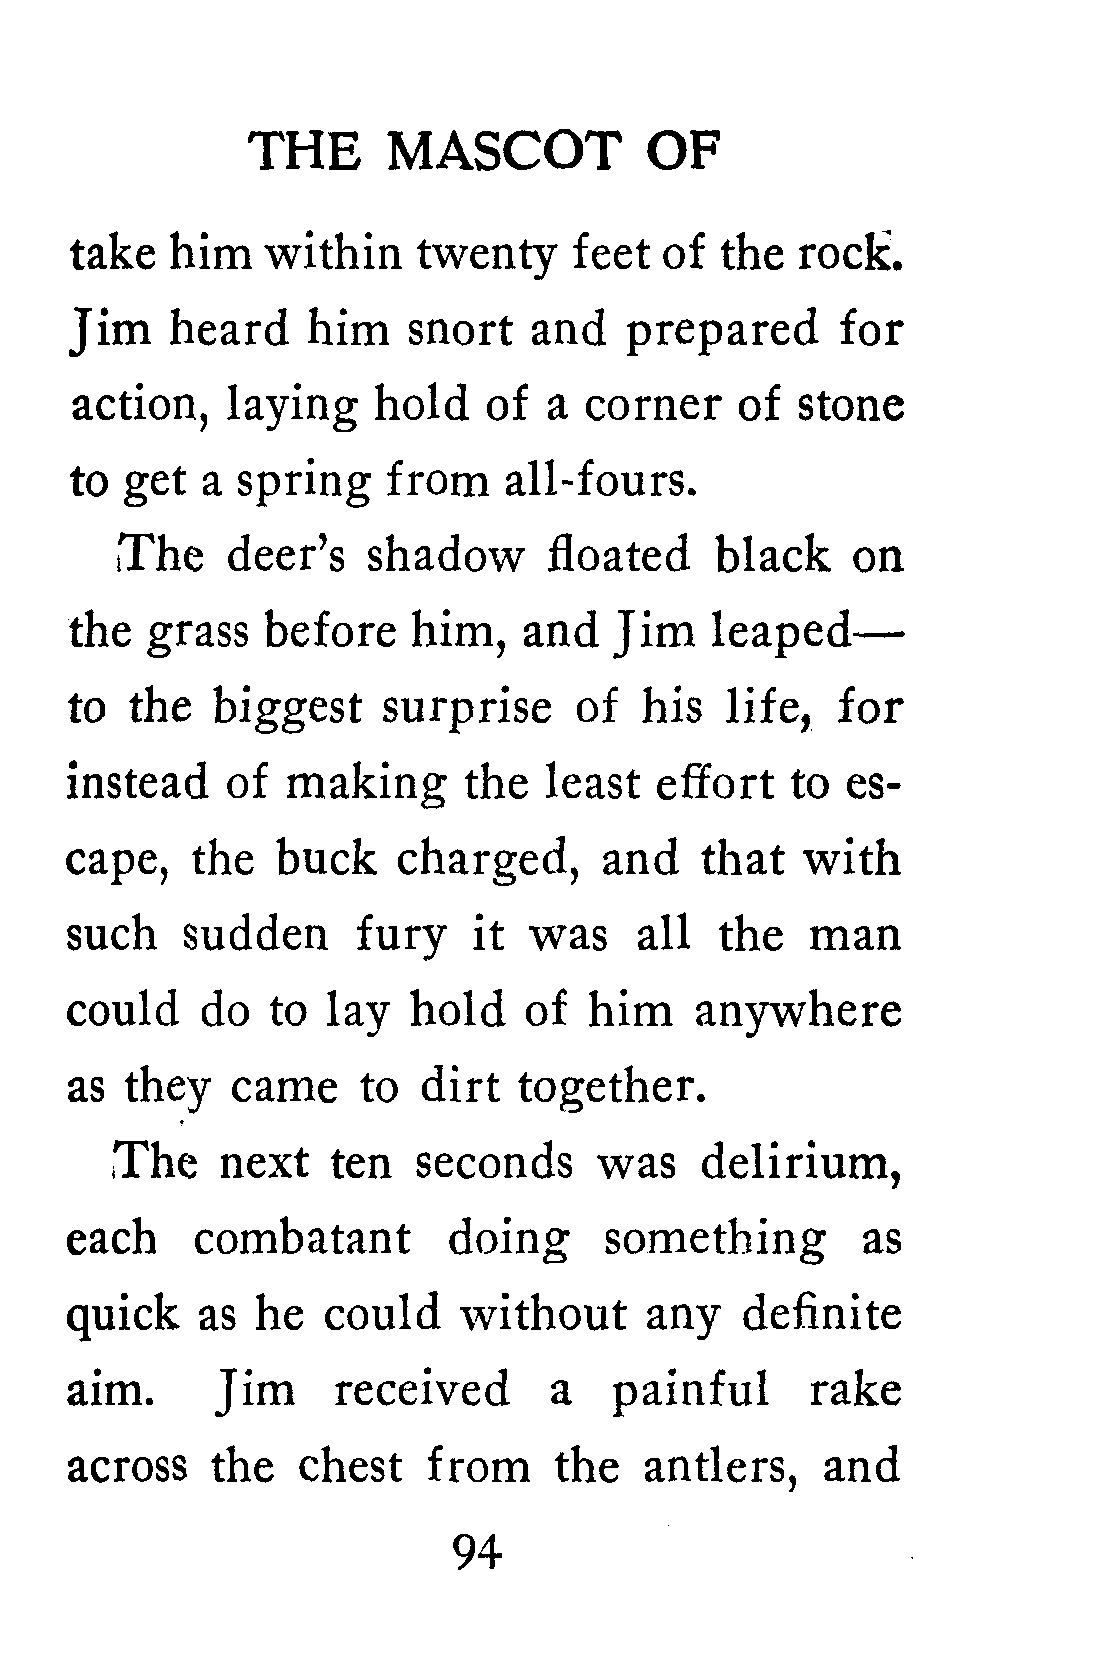 THE MASCOT OF
take him within twenty feet of the rock.
Jim heard him snort and prepared for
action, laying hold of a corner of stone
to get a spring from all-fours.
The deer's shadow floated black on
the grass before him, and Jim leaped—
to the biggest surprise of his life, for
instead of making the least effort to es-
cape, the buck charged, and that with
such sudden fury it was all the man
could do to lay hold of him anywhere
as they came to dirt together.
The next ten seconds was delirium,
each combatant doing something as
quick as he could without any definite
aim. Jim received a painful rake
across the chest from the antlers, and
94